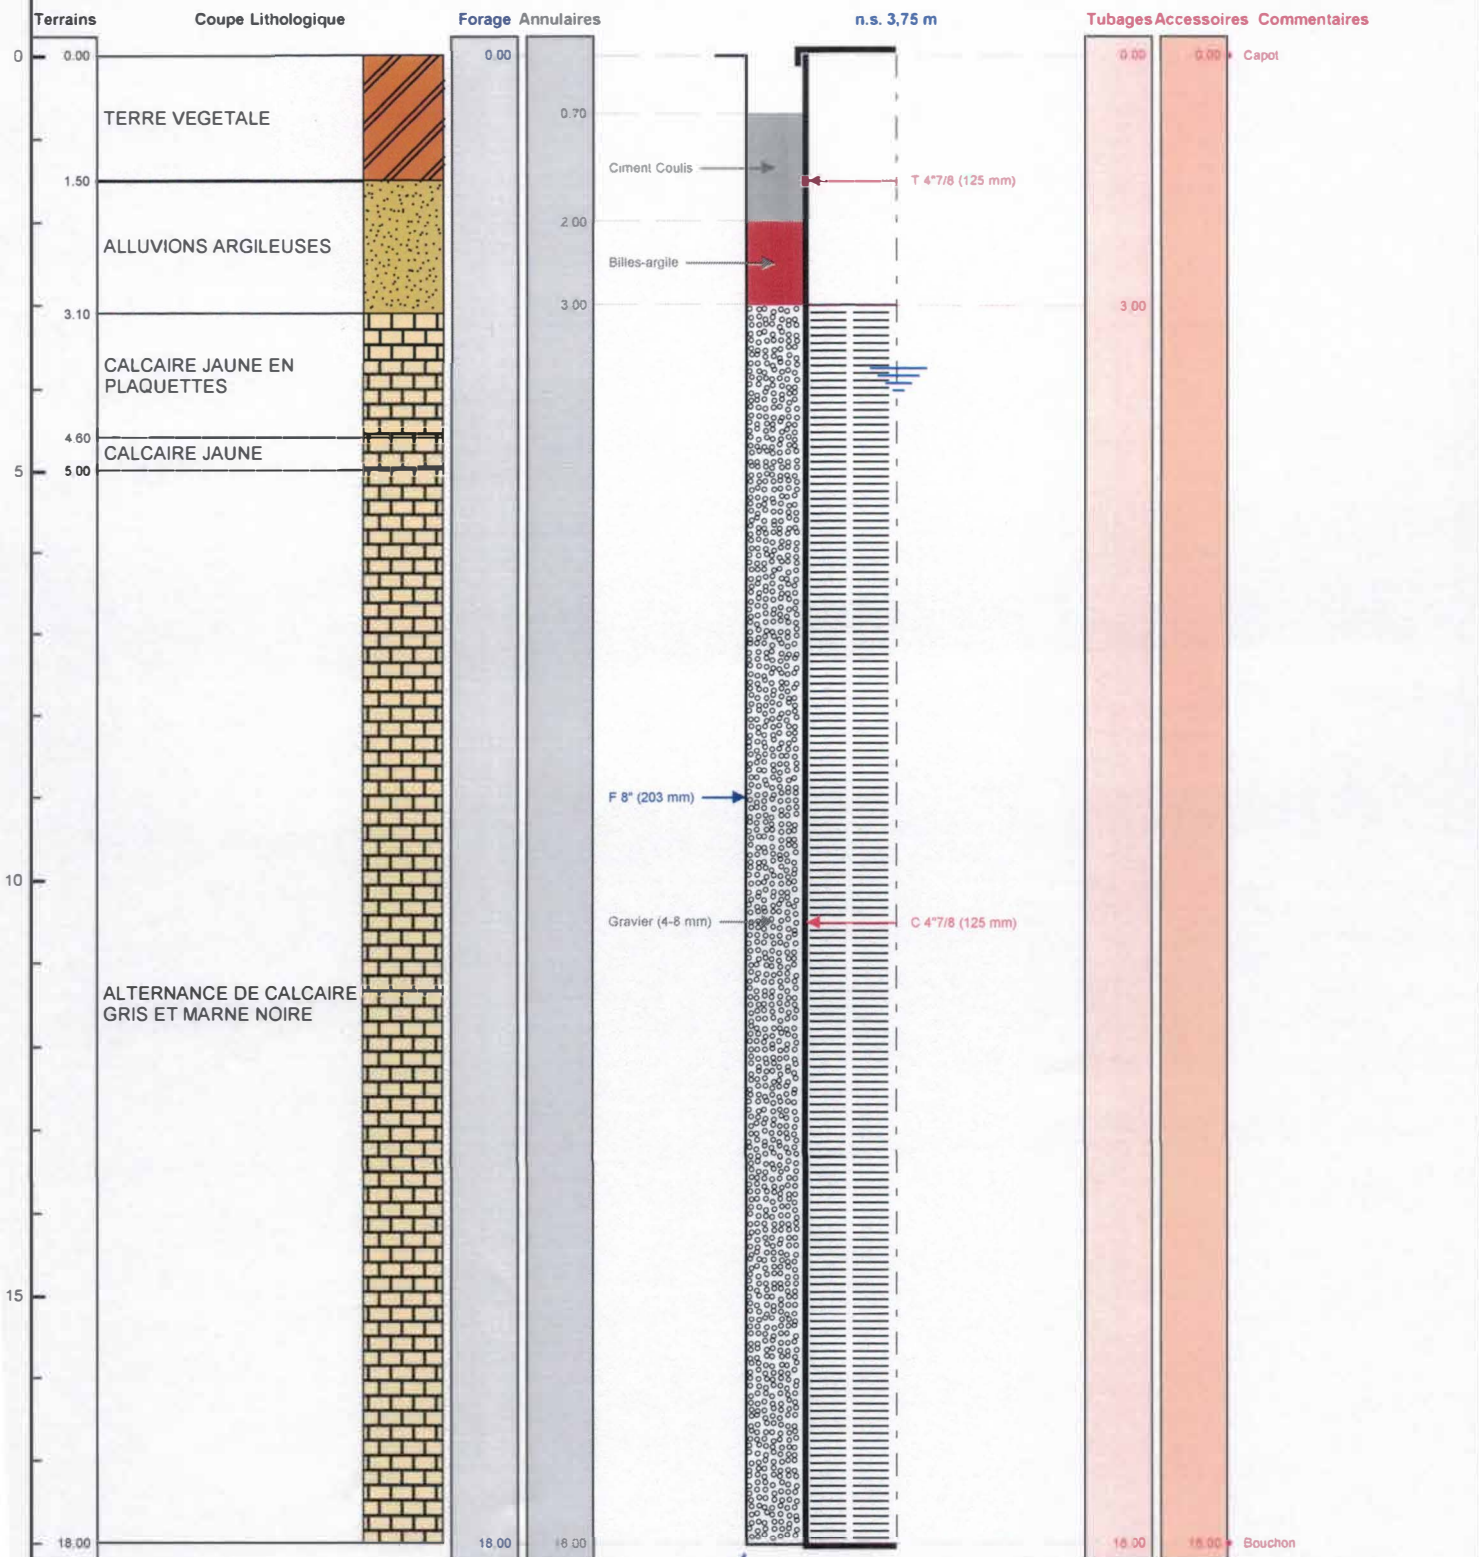 Terrains Coupe Lithologique Forage Annulaires n.s. 3,75 m Tubages Accessoires Commentaires
0 0.00 0.00 0.00 0.00 Capot
0.70
TERRE VEGETALE
Ciment Coulis
1.50 T 4"7/8 (125 mm)
2.00
ALLUVIONS ARGILEUSES
Billes-argile
3.00 3.00
3.10
CALCAIRE JAUNE EN
PLAQUETTES
4.60
CALCAIRE JAUNE
5 5.00
F 8" (203 mm)
10
Gravier (4-8 mm) C 4"7/8 (125 mm)
ALTERNANCE DE CALCAIRE
GRIS ET MARNE NOIRE
15
18.00 18.00 18.00 18.00 18.00 Bouchon